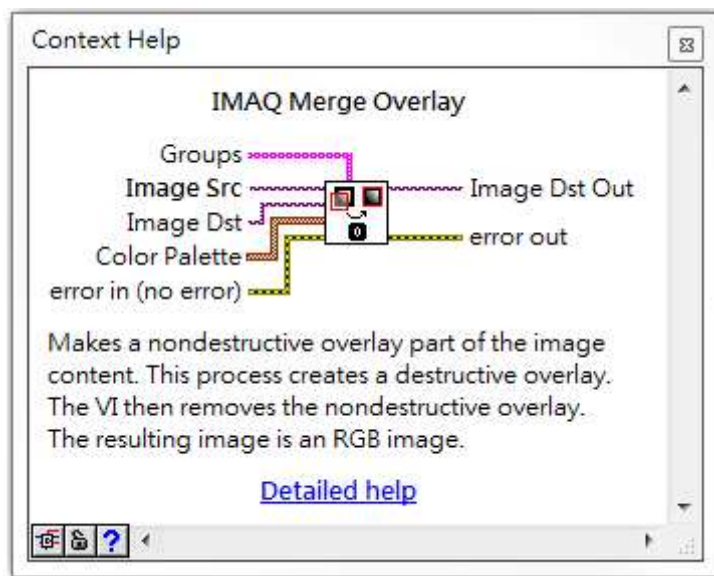 Context Help
IMAQ Merge Overlay
Groups
Image Src
Image Dst Out
Image Dst
error out
Color Palette
error in (no error)
Makes a nondestructive overlay part of the image
content. This process creates a destructive overlay.
The VI then removes the nondestructive overlay.
The resulting image is an RGB image.
Detailed help
?